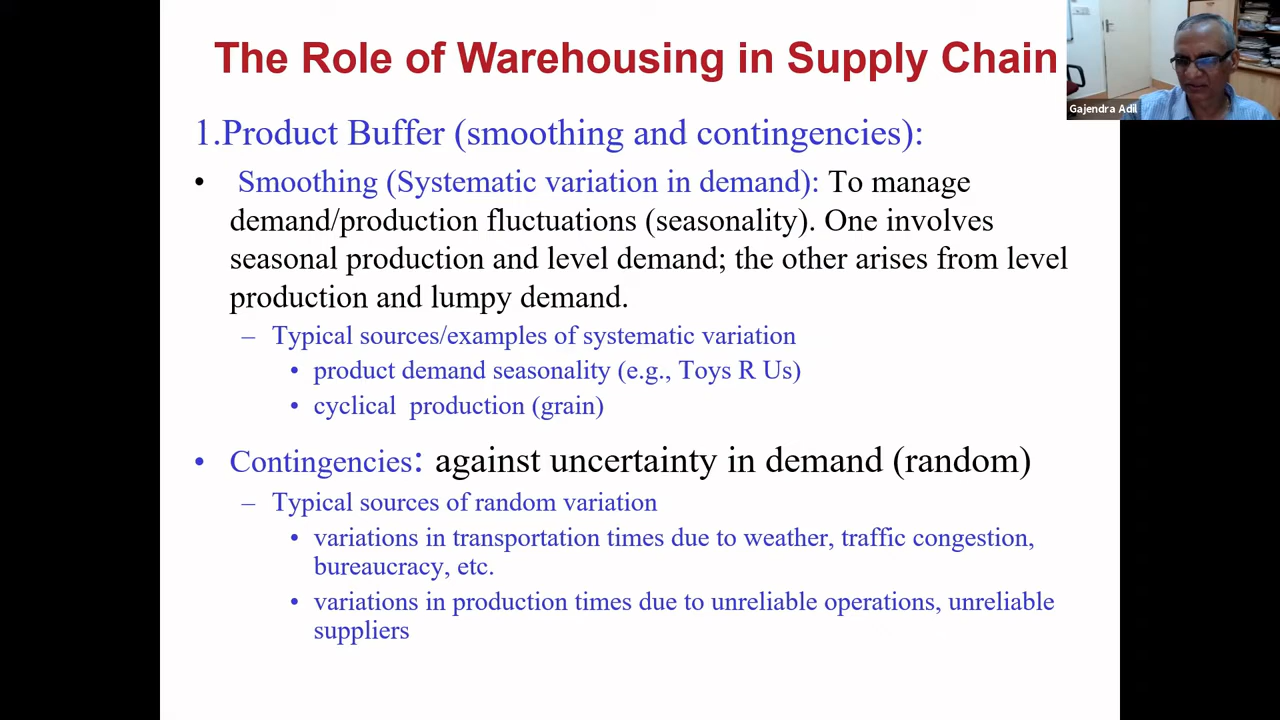 The Role of Warehousing in Supply Chain
Gajendra Adil
1.Product Buffer (smoothing and contingencies):
• Smoothing (Systematic variation in demand): To manage
demand/production fluctuations (seasonality). One involves
seasonal production and level demand; the other arises from level
production and lumpy demand.
– Typical sources/examples of systematic variation
• product demand seasonality (e.g., Toys R Us)
• cyclical production (grain)
• Contingencies: against uncertainty in demand (random)
– Typical sources of random variation
• variations in transportation times due to weather, traffic congestion,
bureaucracy, etc.
• variations in production times due to unreliable operations, unreliable
suppliers